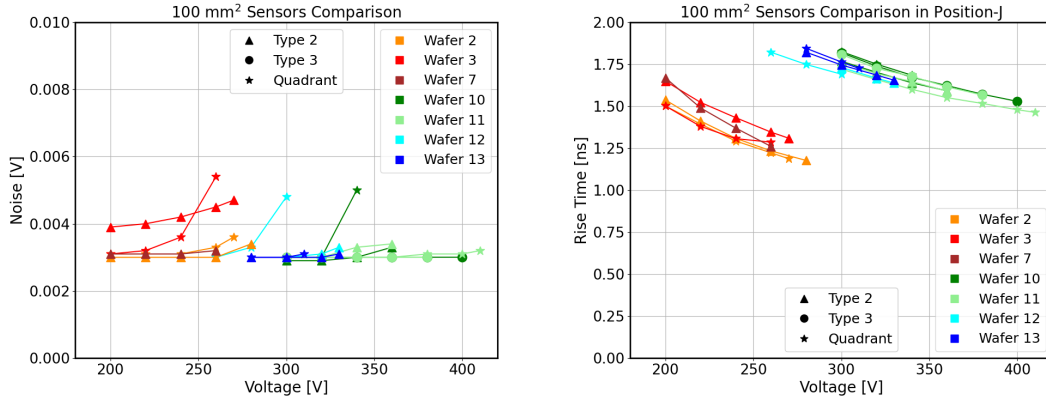 100 mm² Sensors Comparison
0.010
0.008
0.006
0.004
0.002
0.000
Noise [V]
Type 2
Type 3
Quadrant
Wafer 2
Wafer 3
Wafer 7
Wafer 10
Wafer 11
Wafer 12
Wafer 13
200 250 300 350 400
Voltage [V]
100 mm² Sensors Comparison in Position-J
2.00
1.75
1.50
1.25
1.00
0.75
0.50
0.25
0.00
Rise Time [ns]
Type 2
Type 3
Quadrant
Wafer 2
Wafer 3
Wafer 7
Wafer 10
Wafer 11
Wafer 12
Wafer 13
200 250 300 350 400
Voltage [V]